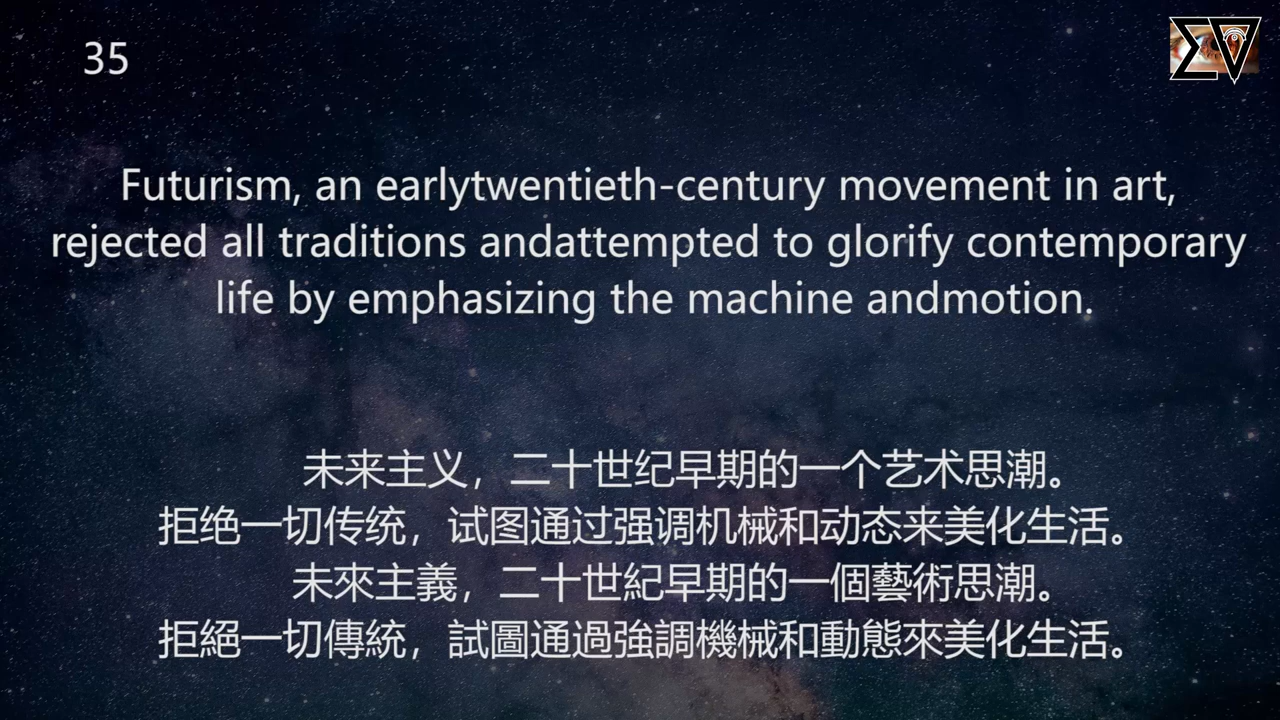 35
Futurism, an earlytwentieth-century movement in art,
rejected all traditions andattempted to glorify contemporary
life by emphasizing the machine andmotion.
未来主义，二十世纪早期的一个艺术思潮。
拒绝一切传统，试图通过强调机械和动态来美化生活。
未來主義，二十世紀早期的一個藝術思潮。
拒絕一切傳統，試圖通過強調機械和動態來美化生活。